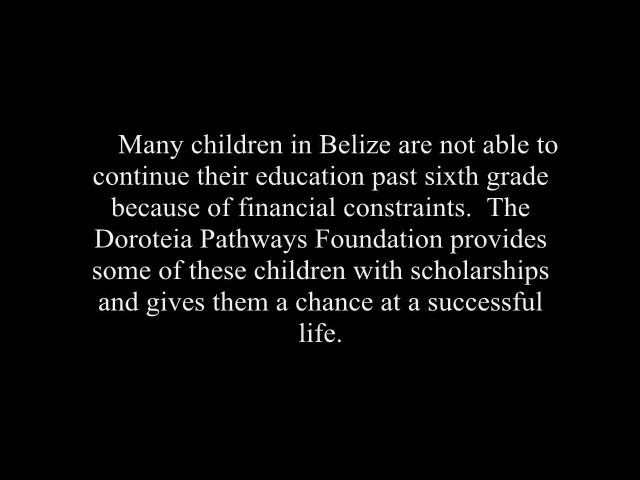 Many children in Belize are not able to
continue their education past sixth grade
because of financial constraints.  The
Doroteia Pathways Foundation provides
some of these children with scholarships
and gives them a chance at a successful
life.